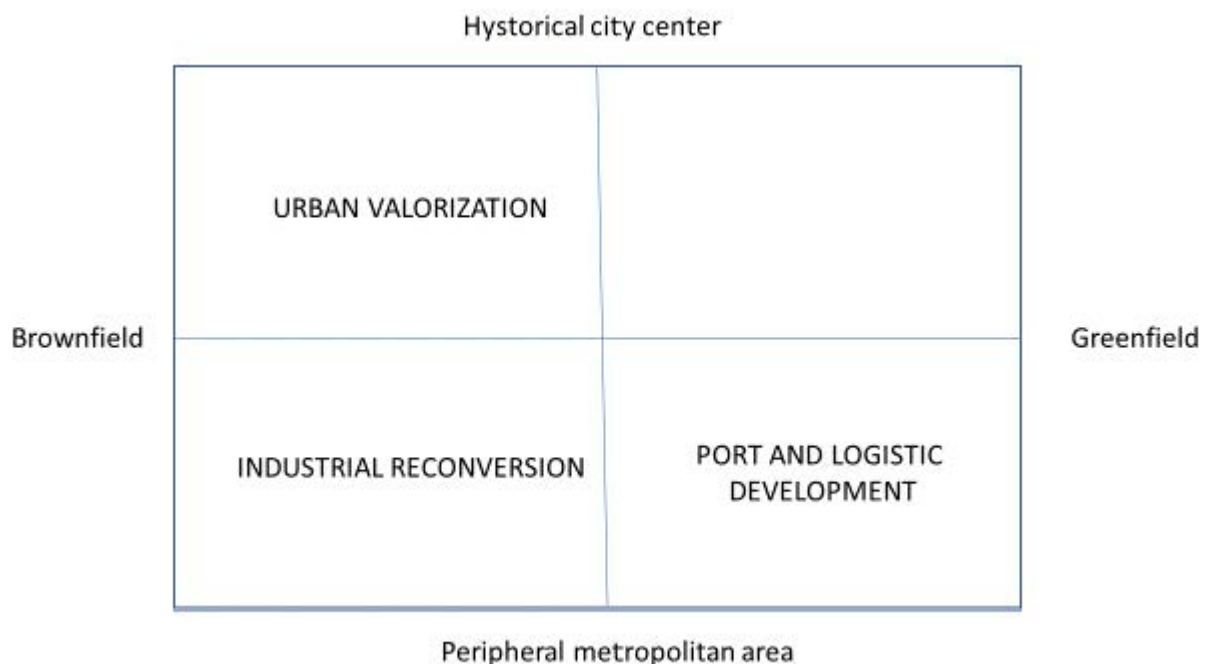 Hystorical city center
URBAN VALORIZATION
Brownfield
Greenfield
INDUSTRIAL RECONVERSION
PORT AND LOGISTIC
DEVELOPMENT
Peripheral metropolitan area